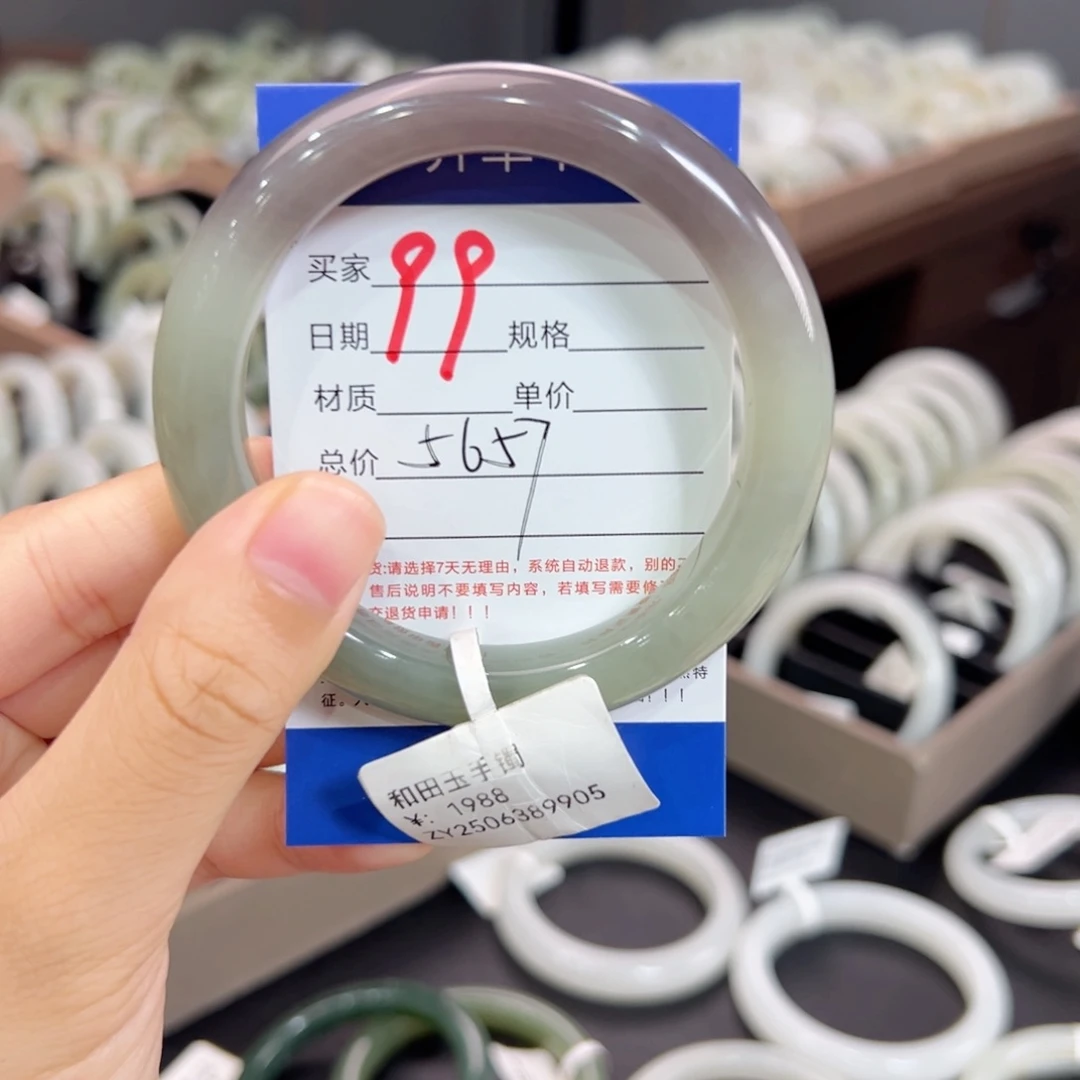 买家 99
日期 规格
材质 单价
总价 5657
货:请选择7天无理由，系统自动退款，别的
售后说明不要填写内容，若填写需要修
交退货申请！！！
特
征。 ！！！
和田玉手镯
¥: 1988
ZY2506389905